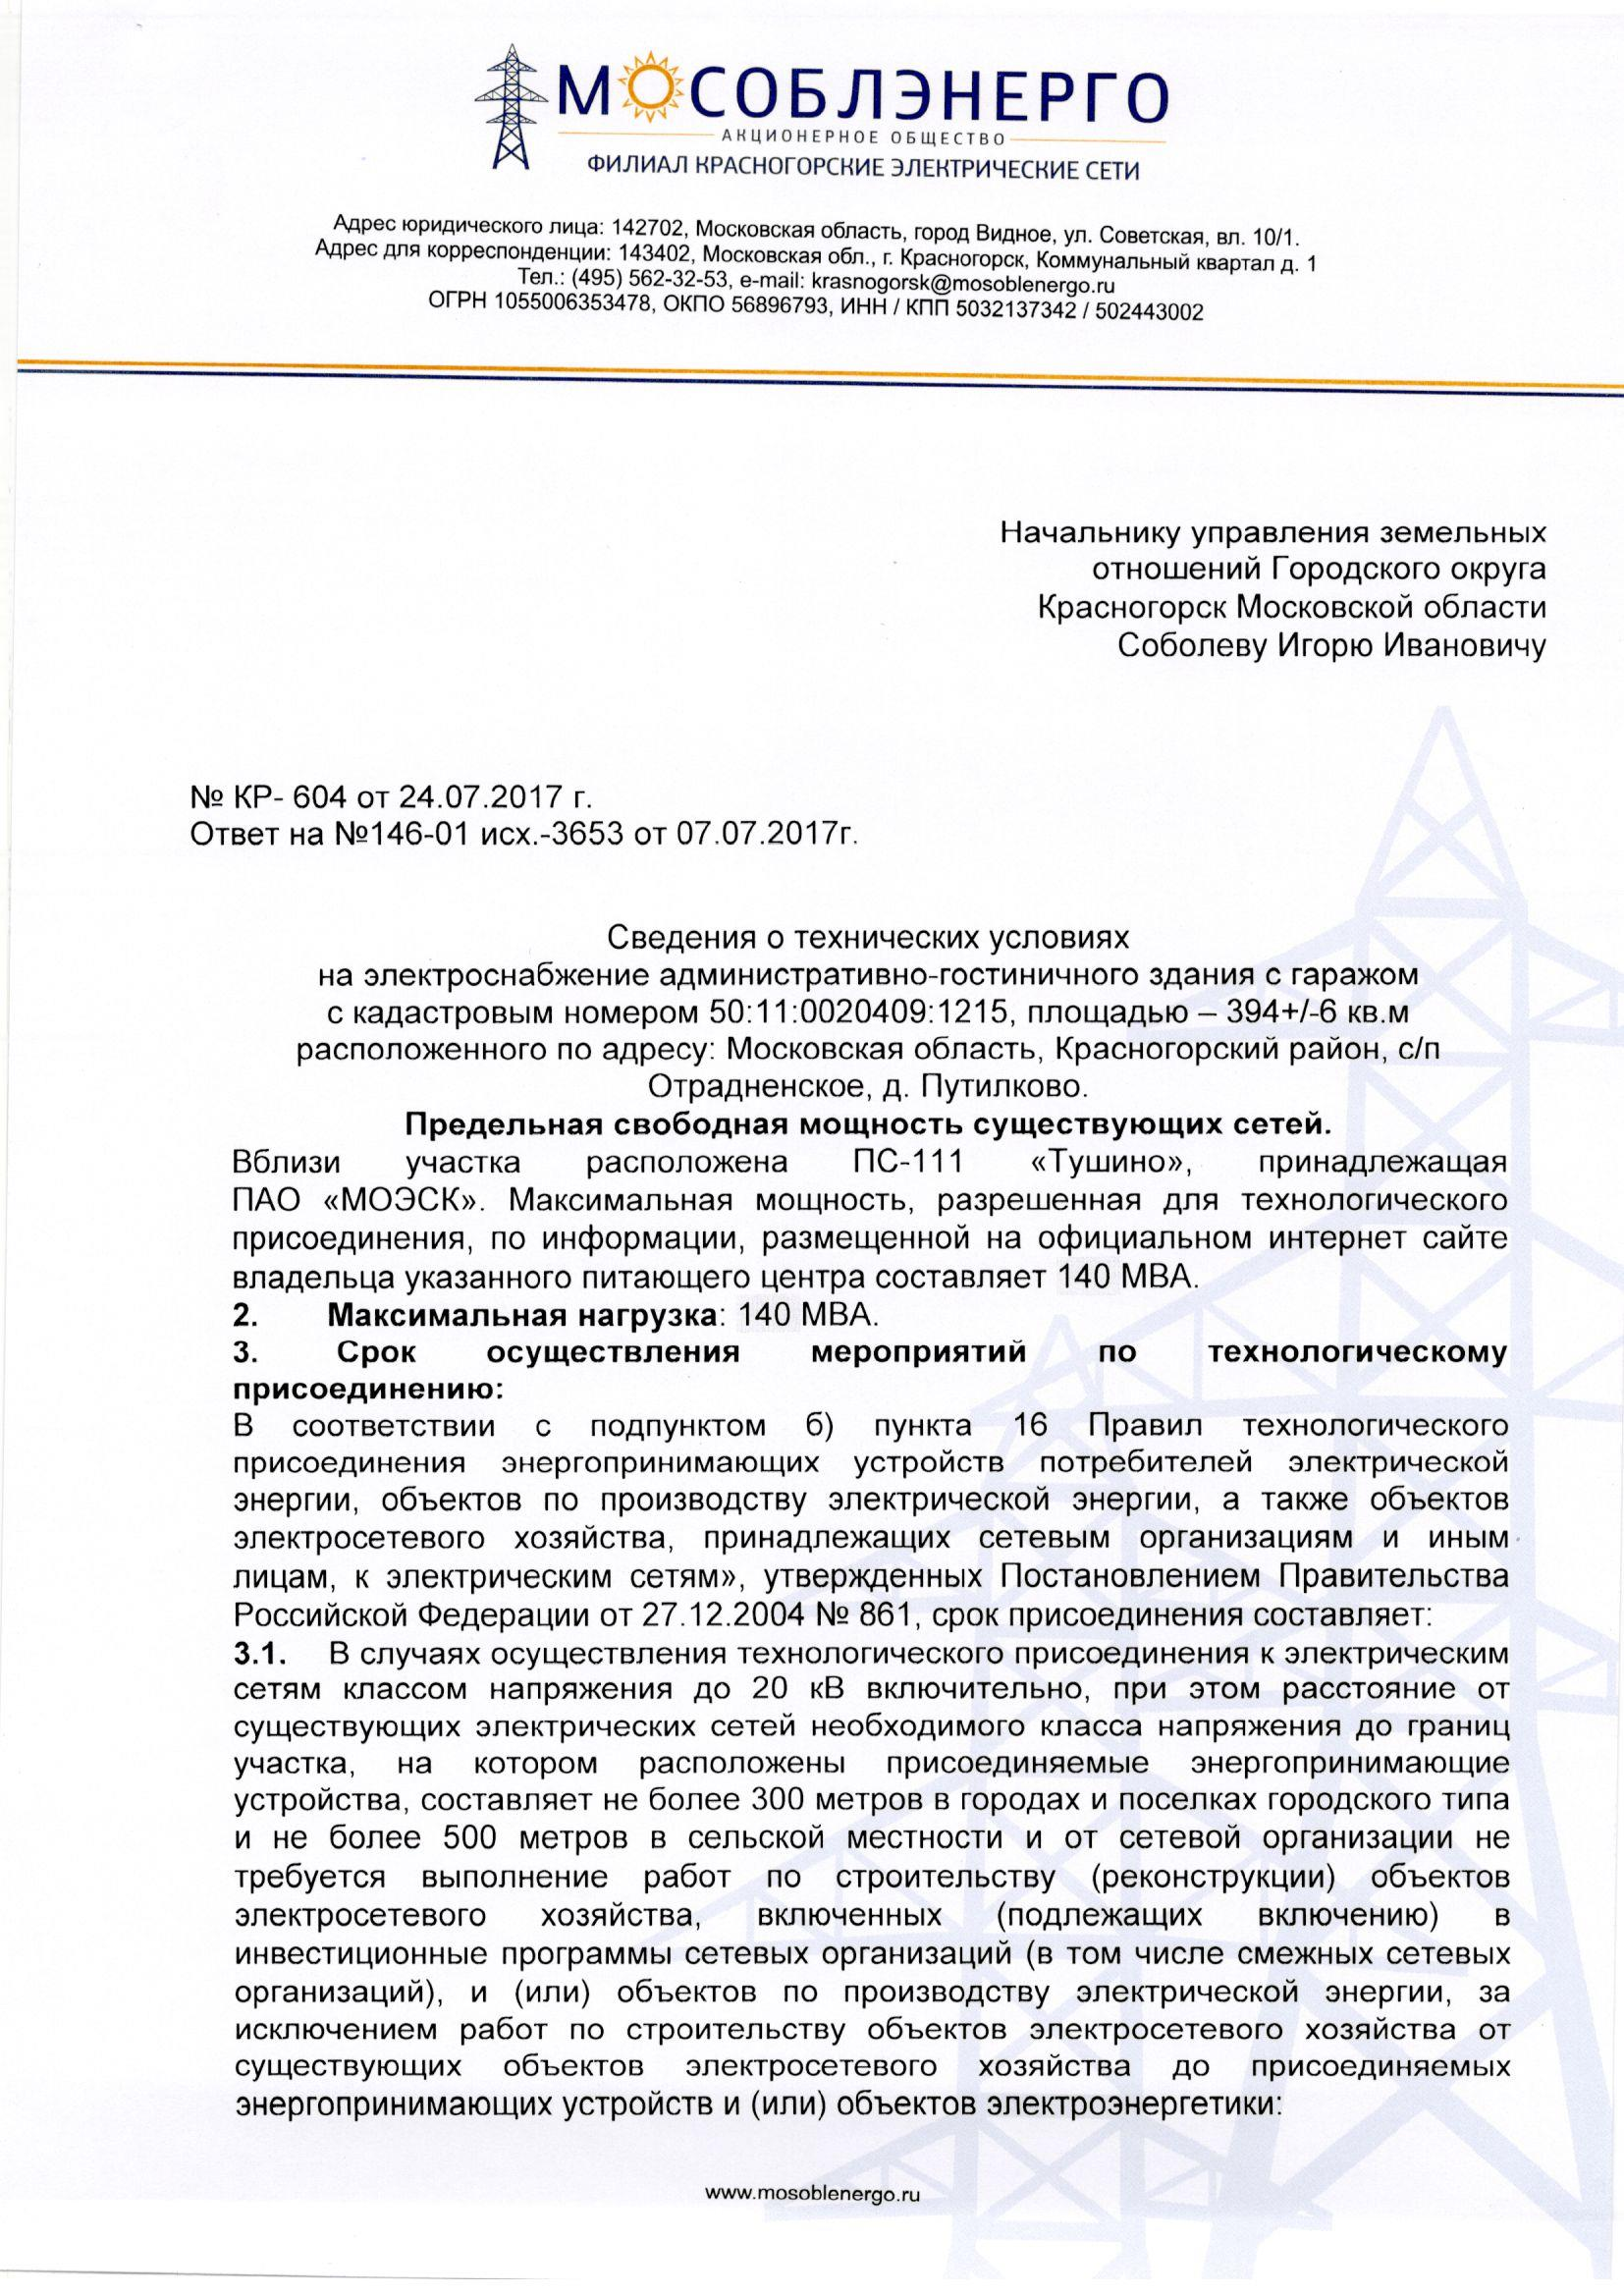 МОСОБЛЭНЕРГО
АКЦИОНЕРНОЕ ОБЩЕСТВО
ФИЛИАЛ КРАСНОГОРСКИЕ ЭЛЕКТРИЧЕСКИЕ СЕТИ
Адрес юридического лица: 142702, Московская область, город Видное, ул. Советская, вл. 10/1.
Адрес для корреспонденции: 143402, Московская обл., г. Красногорск, Коммунальный квартал д. 1
Тел.: (495) 562-32-53, e-mail: krasnogorsk@mosoblenergo.ru
ОГРН 1055006353478, ОКПО 56896793, ИНН / КПП 5032137342 / 502443002
Начальнику управления земельных
отношений Городского округа
Красногорск Московской области
Соболеву Игорю Ивановичу
№ КР- 604 от 24.07.2017 г.
Ответ на №146-01 исх.-3653 от 07.07.2017г.
Сведения о технических условиях
на электроснабжение административно-гостиничного здания с гаражом
с кадастровым номером 50:11:0020409:1215, площадью – 394+/-6 кв.м
расположенного по адресу: Московская область, Красногорский район, с/п
Отрадненское, д. Путилково.
Предельная свободная мощность существующих сетей.
Вблизи участка расположена ПС-111 «Тушино», принадлежащая
ПАО «МОЭСК». Максимальная мощность, разрешенная для технологического
присоединения, по информации, размещенной на официальном интернет сайте
владельца указанного питающего центра составляет 140 МВА.
2. Максимальная нагрузка: 140 МВА.
3. Срок осуществления мероприятий по технологическому
присоединению:
В соответствии с подпунктом б) пункта 16 Правил технологического
присоединения энергопринимающих устройств потребителей электрической
энергии, объектов по производству электрической энергии, а также объектов
электросетевого хозяйства, принадлежащих сетевым организациям и иным
лицам, к электрическим сетям», утвержденных Постановлением Правительства
Российской Федерации от 27.12.2004 № 861, срок присоединения составляет:
3.1. В случаях осуществления технологического присоединения к электрическим
сетям классом напряжения до 20 кВ включительно, при этом расстояние от
существующих электрических сетей необходимого класса напряжения до границ
участка, на котором расположены присоединяемые энергопринимающие
устройства, составляет не более 300 метров в городах и поселках городского типа
и не более 500 метров в сельской местности и от сетевой организации не
требуется выполнение работ по строительству (реконструкции) объектов
электросетевого хозяйства, включенных (подлежащих включению) в
инвестиционные программы сетевых организаций (в том числе смежных сетевых
организаций), и (или) объектов по производству электрической энергии, за
исключением работ по строительству объектов электросетевого хозяйства от
существующих объектов электросетевого хозяйства до присоединяемых
энергопринимающих устройств и (или) объектов электроэнергетики:
www.mosoblenergo.ru